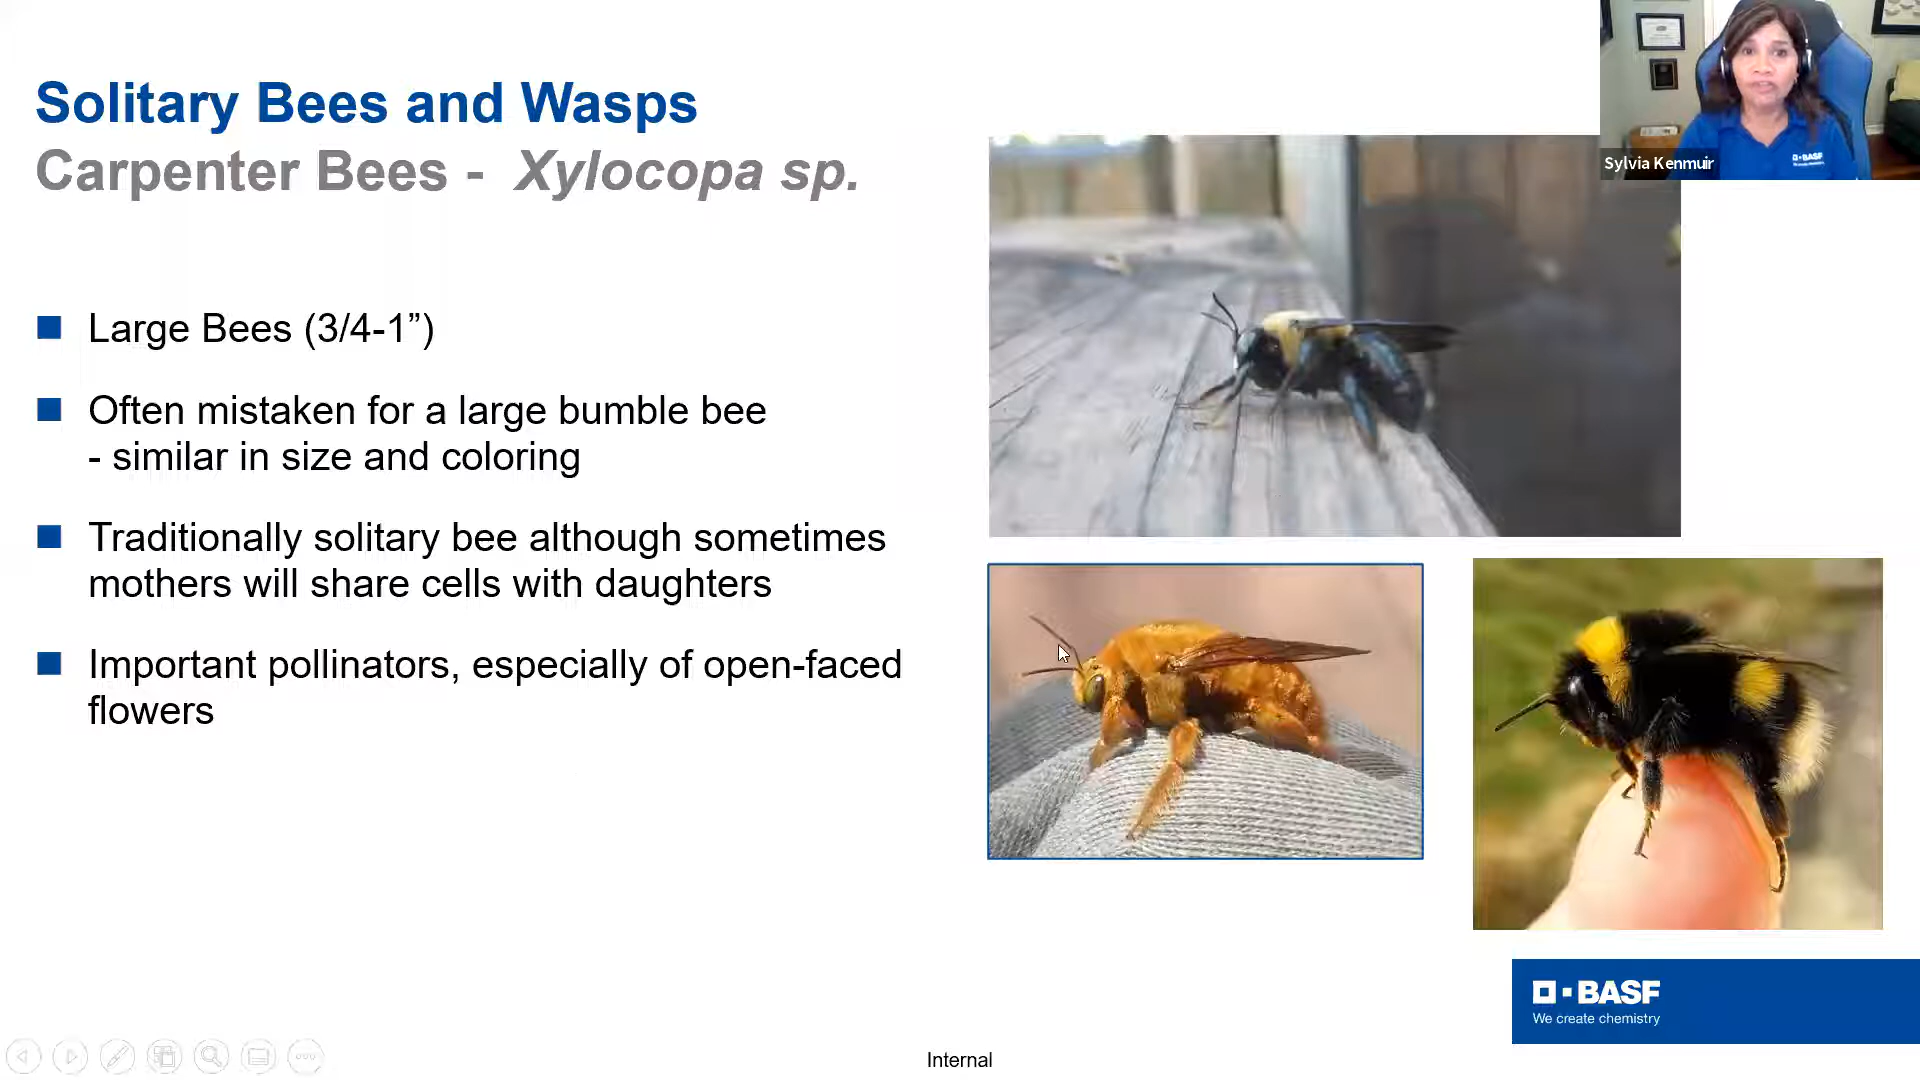 Solitary Bees and Wasps
Carpenter Bees - Xylocopa sp.
Large Bees (3/4-1”)
Often mistaken for a large bumble bee
- similar in size and coloring
Traditionally solitary bee although sometimes
mothers will share cells with daughters
Important pollinators, especially of open-faced
flowers
BASF
Sylvia Kenmuir
BASF
We create chemistry
Internal